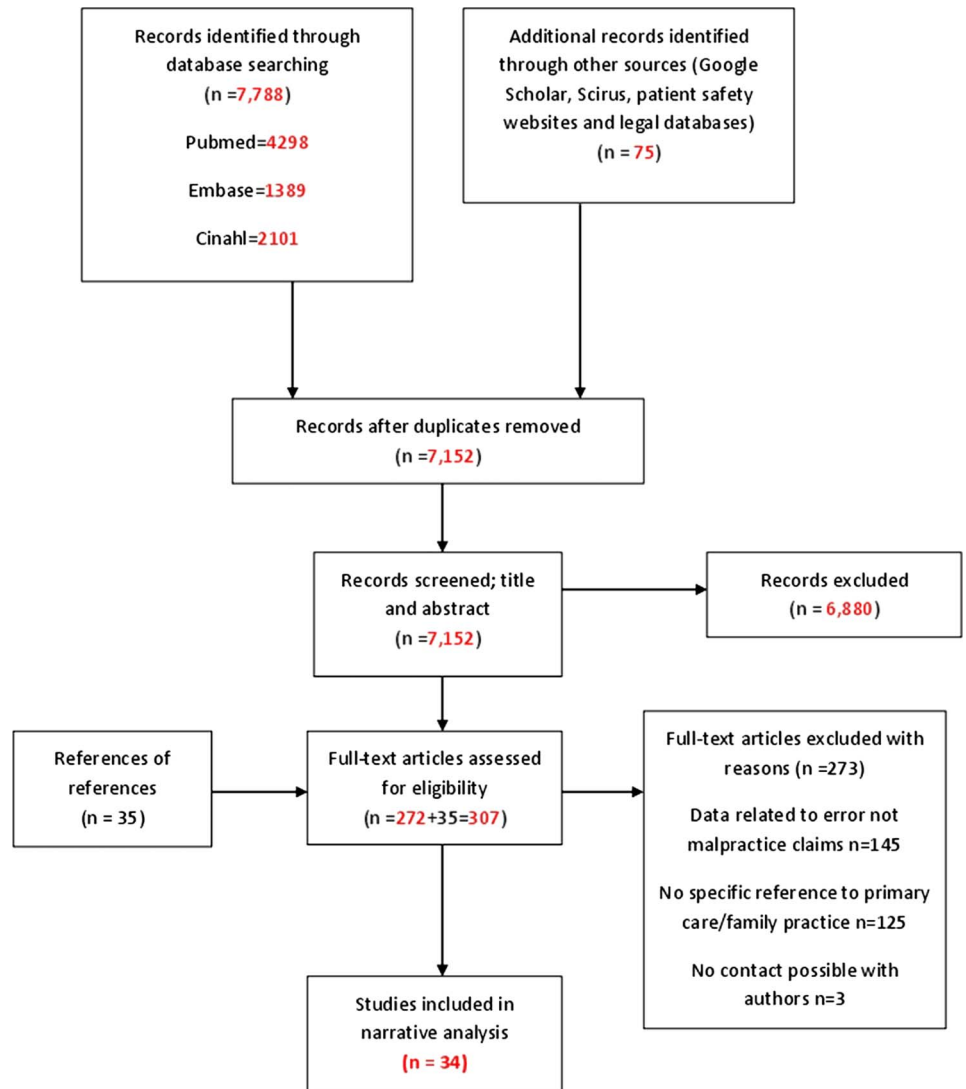 Records identified through
database searching
(n =7,788)
Pubmed=4298
Embase=1389
Cinahl=2101
Additional records identified
through other sources (Google
Scholar, Scirus, patient safety
websites and legal databases)
(n = 75)
Records after duplicates removed
(n =7,152)
Records screened; title
and abstract
(n =7,152)
Records excluded
(n = 6,880)
References of
references
(n = 35)
Full-text articles assessed
for eligibility
(n =272+35=307)
Full-text articles excluded with
reasons (n =273)
Data related to error not
malpractice claims n=145
No specific reference to primary
care/family practice n=125
No contact possible with
authors n=3
Studies included in
narrative analysis
(n = 34)